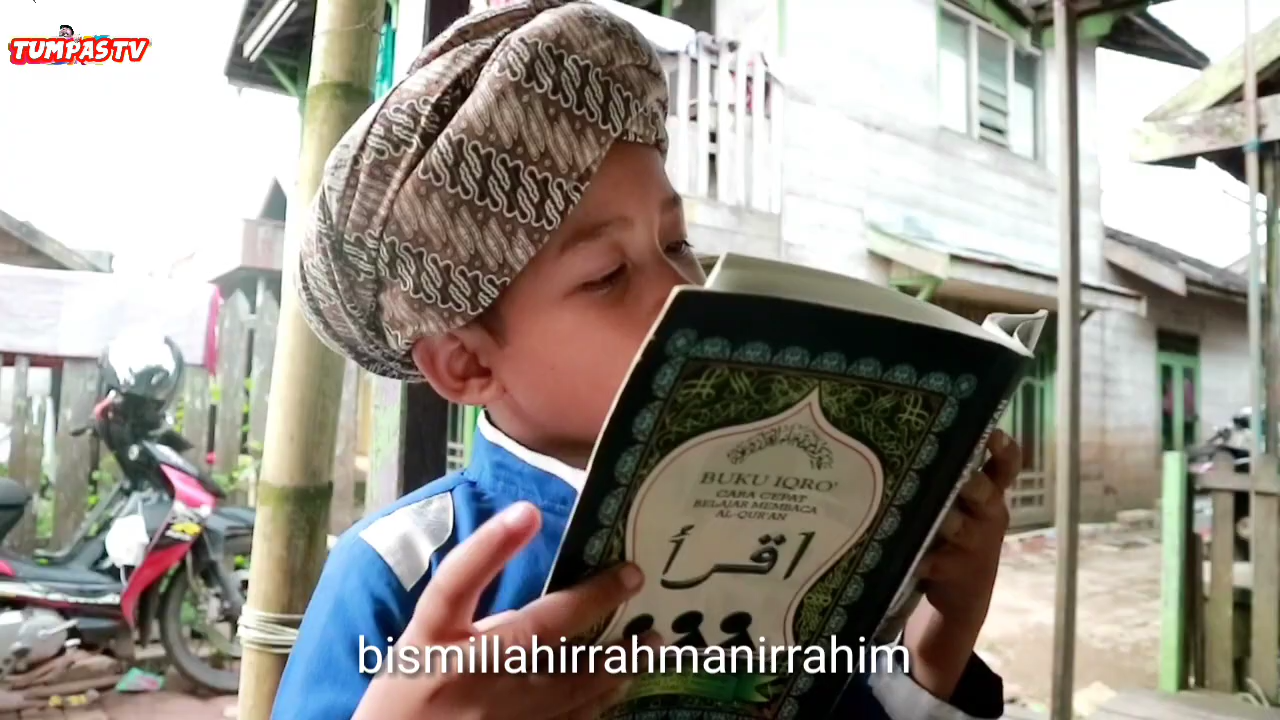 TUMPAS TV
BUKU IQRO'
CARA CEPAT
BELAJAR MEMBACA
AL-QUR'AN
اقرأ
bismillahirrahmanirrahim